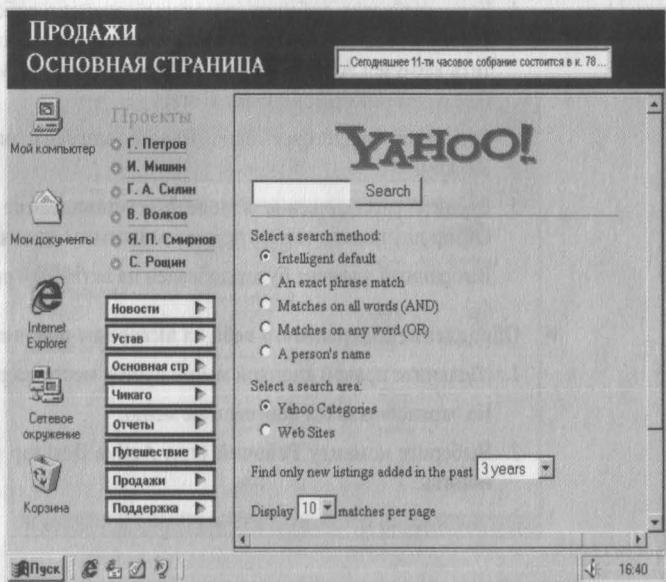 Продажи
Основная страница
... Сегодняшнее 11-ти часовое собрание состоится в к. 78 ...
Мой компьютер
Мои документы
Internet
Explorer
Сетевое
окружение
Корзина
Проекты
Г. Петров
И. Мишин
Г. А. Силин
В. Волков
Я. П. Смирнов
С. Рощин
Новости
Устав
Основная стр
Чикаго
Отчеты
Путешествие
Продажи
Поддержка
YAHOO!
Search
Select a search method:
Intelligent default
An exact phrase match
Matches on all words (AND)
Matches on any word (OR)
A person's name
Select a search area:
Yahoo Categories
Web Sites
Find only new listings added in the past 3 years
Display 10 matches per page
Пуск
16:40